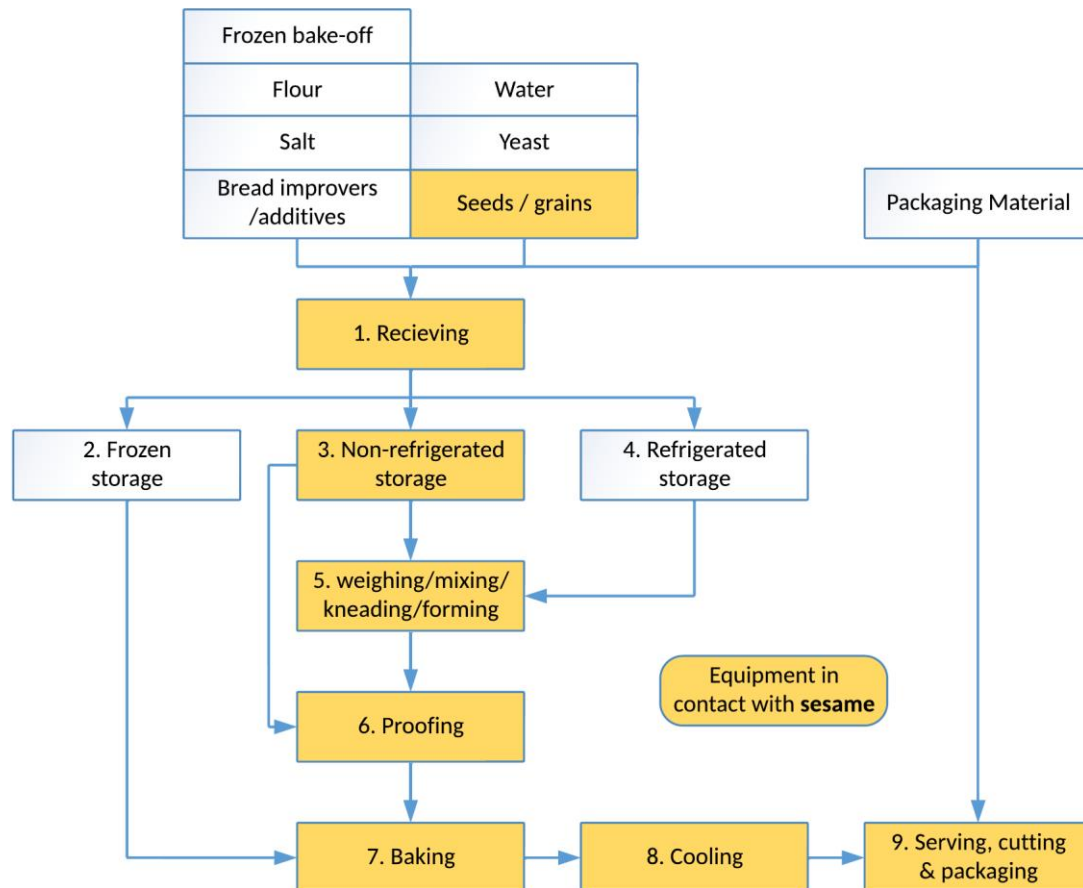 Frozen bake-off
Flour
Water
Salt
Yeast
Bread improvers
/additives
Seeds / grains
Packaging Material
1. Recieving
2. Frozen
storage
3. Non-refrigerated
storage
4. Refrigerated
storage
5. weighing/mixing/
kneading/forming
Equipment in
contact with sesame
6. Proofing
7. Baking
8. Cooling
9. Serving, cutting
& packaging